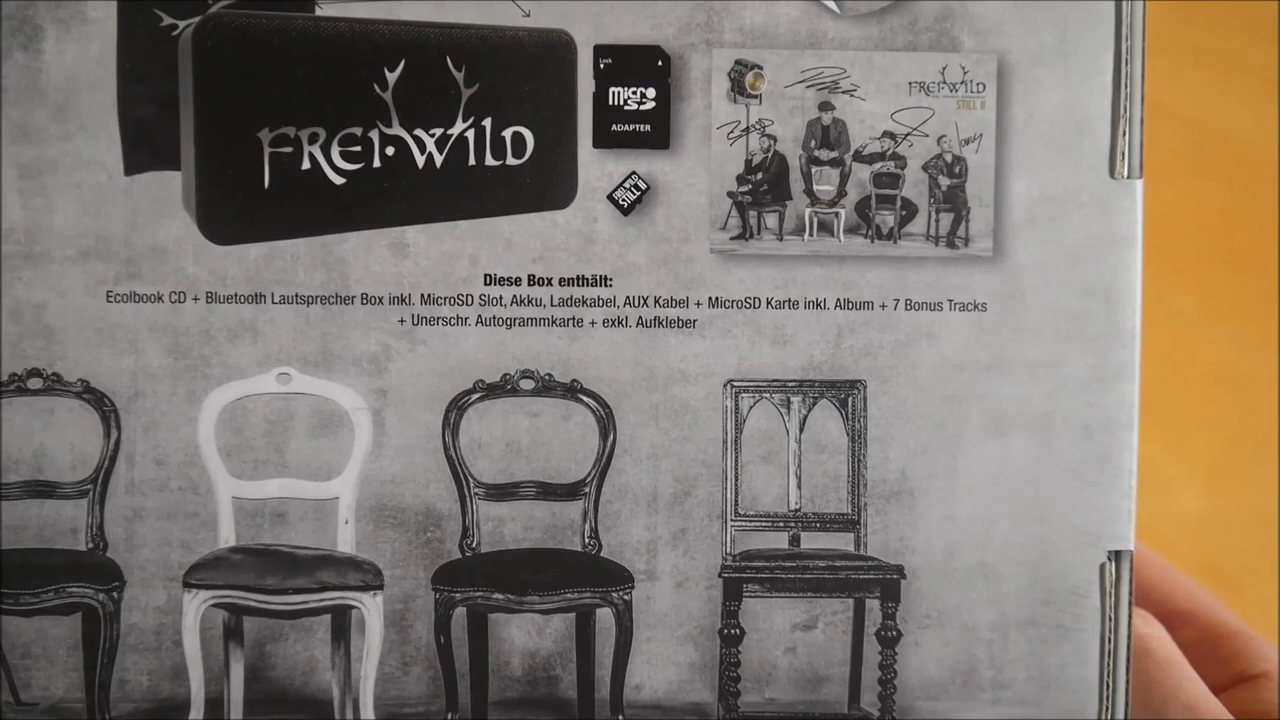 FREI.WILD
Lock
Micro
SD
ADAPTER
FREI.WILD
STILL II
FREI.WILD
STILL II
Diese Box enthält:
Ecolbook CD + Bluetooth Lautsprecher Box inkl. MicroSD Slot, Akku, Ladekabel, AUX Kabel + MicroSD Karte inkl. Album + 7 Bonus Tracks
+ Unerschr. Autogrammkarte + exkl. Aufkleber